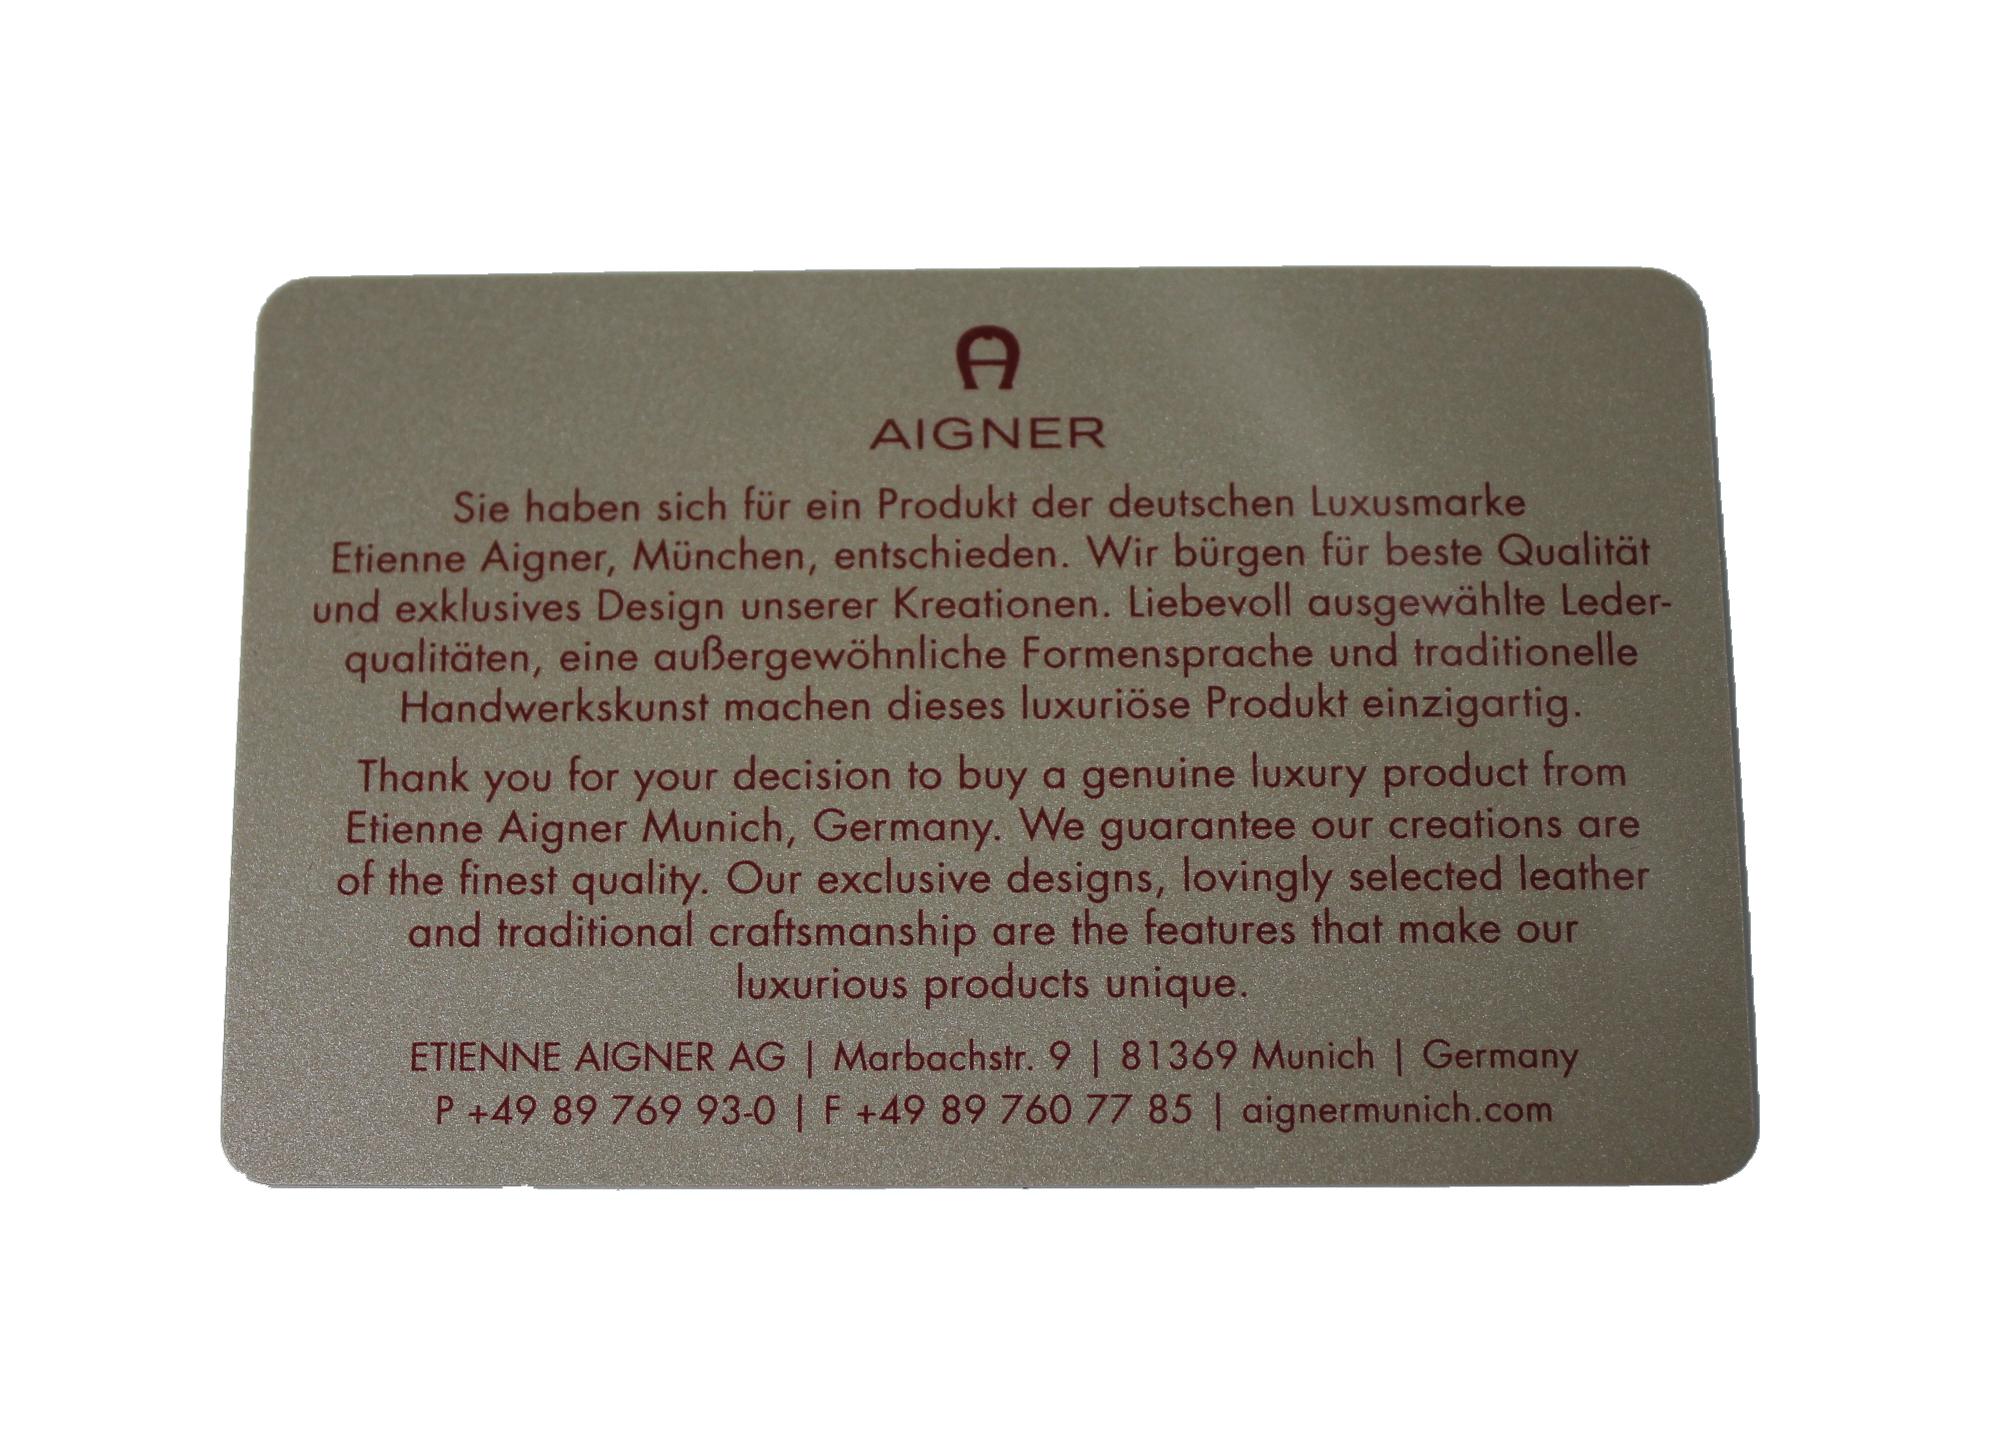 AIGNER
Sie haben sich für ein Produkt der deutschen Luxusmarke
Etienne Aigner, München, entschieden. Wir bürgen für beste Qualität
und exklusives Design unserer Kreationen. Liebevoll ausgewählte Leder-
qualitäten, eine außergewöhnliche Formensprache und traditionelle
Handwerkskunst machen dieses luxuriöse Produkt einzigartig.
Thank you for your decision to buy a genuine luxury product from
Etienne Aigner Munich, Germany. We guarantee our creations are
of the finest quality. Our exclusive designs, lovingly selected leather
and traditional craftsmanship are the features that make our
luxurious products unique.
ETIENNE AIGNER AG | Marbachstr. 9 | 81369 Munich | Germany
P +49 89 769 93-0 | F +49 89 760 77 85 | aignermunich.com